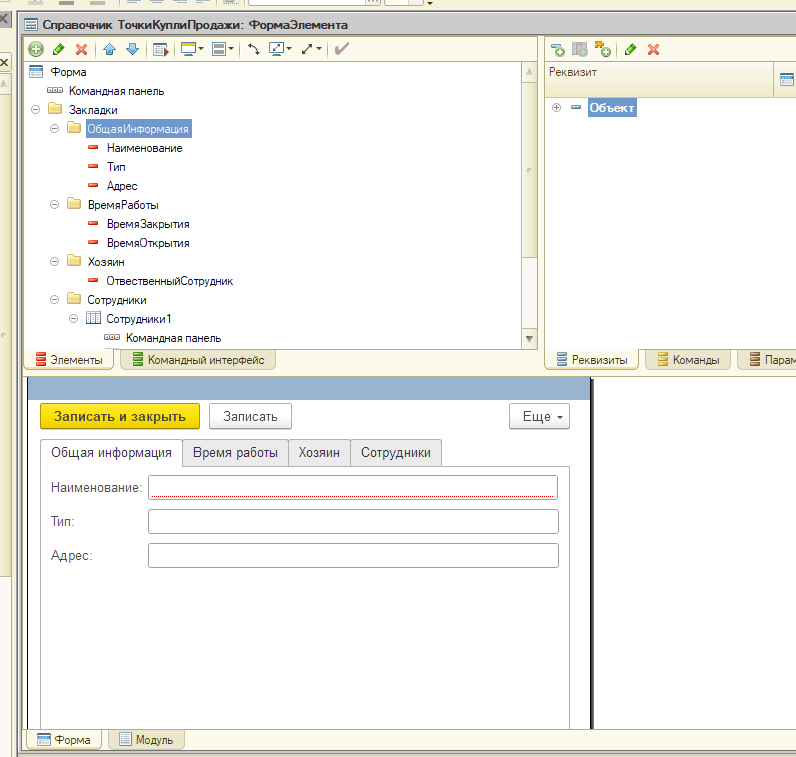 Справочник ТочкиКуплиПродажи: ФормаЭлемента
Форма
Командная панель
Закладки
ОбщаяИнформация
Наименование
Тип
Адрес
ВремяРаботы
ВремяЗакрытия
ВремяОткрытия
Хозяин
ОтвественныйСотрудник
Сотрудники
Сотрудники1
Командная панель
Элементы
Командный интерфейс
Реквизит
Объект
Реквизиты
Команды
Парам
Записать и закрыть
Записать
Еще
Общая информация
Время работы
Хозяин
Сотрудники
Наименование:
Тип:
Адрес:
Форма
Модуль